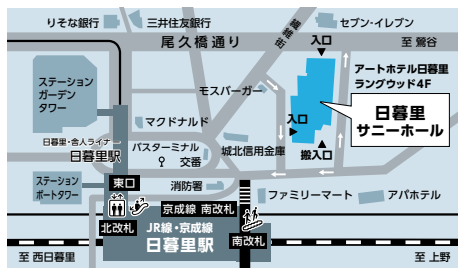 りそな銀行
三井住友銀行
繊維街
セブン-イレブン
入口
尾久橋通り
至 鶯谷
ステーション
ガーデン
タワー
モスバーガー
アートホテル日暮里
ラングウッド4F
日暮里
サニーホール
入口
搬入口
マクドナルド
日暮里・舎人ライナー
日暮里駅
バスターミナル
交番
城北信用金庫
ステーション
ポートタワー
東口
消防署
京成線 南改札
ファミリーマート
アパホテル
北改札
JR線・京成線
日暮里駅
南改札
至 西日暮里
至 上野